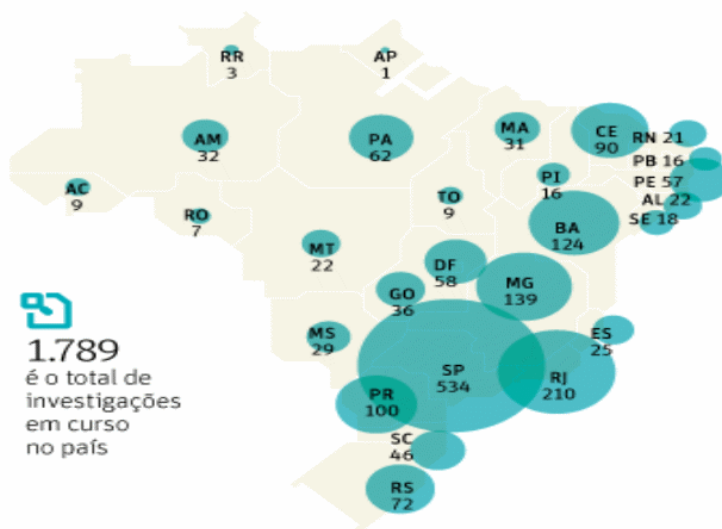 RR
3
AP
1
AM
32
PA
62
MA
31
CE
90
RN 21
PB 16
PE 57
AL 22
SE 18
PI
16
AC
9
RO
7
TO
9
BA
124
MT
22
DF
58
GO
36
MG
139
MS
29
ES
25
SP
534
RJ
210
PR
100
SC
46
RS
72
1.789
é o total de
investigações
em curso
no país